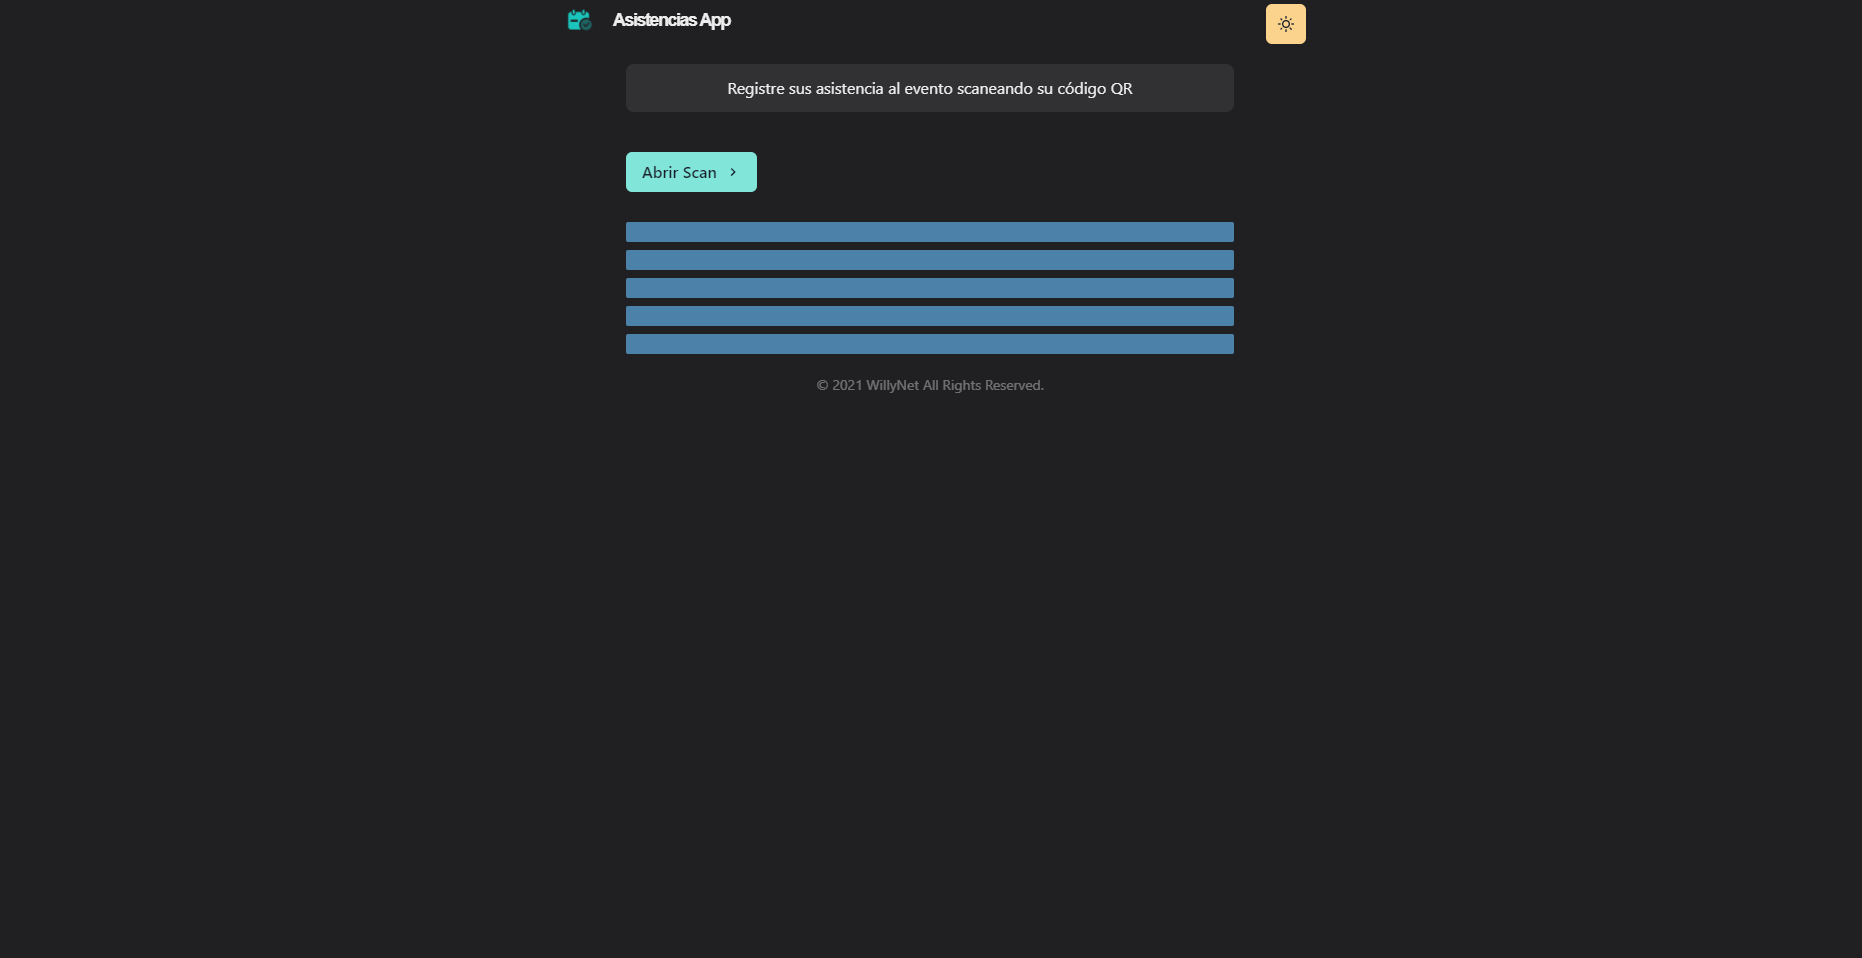 Asistencias App
Registre sus asistencia al evento scaneando su código QR
Abrir Scan
© 2021 WillyNet All Rights Reserved.